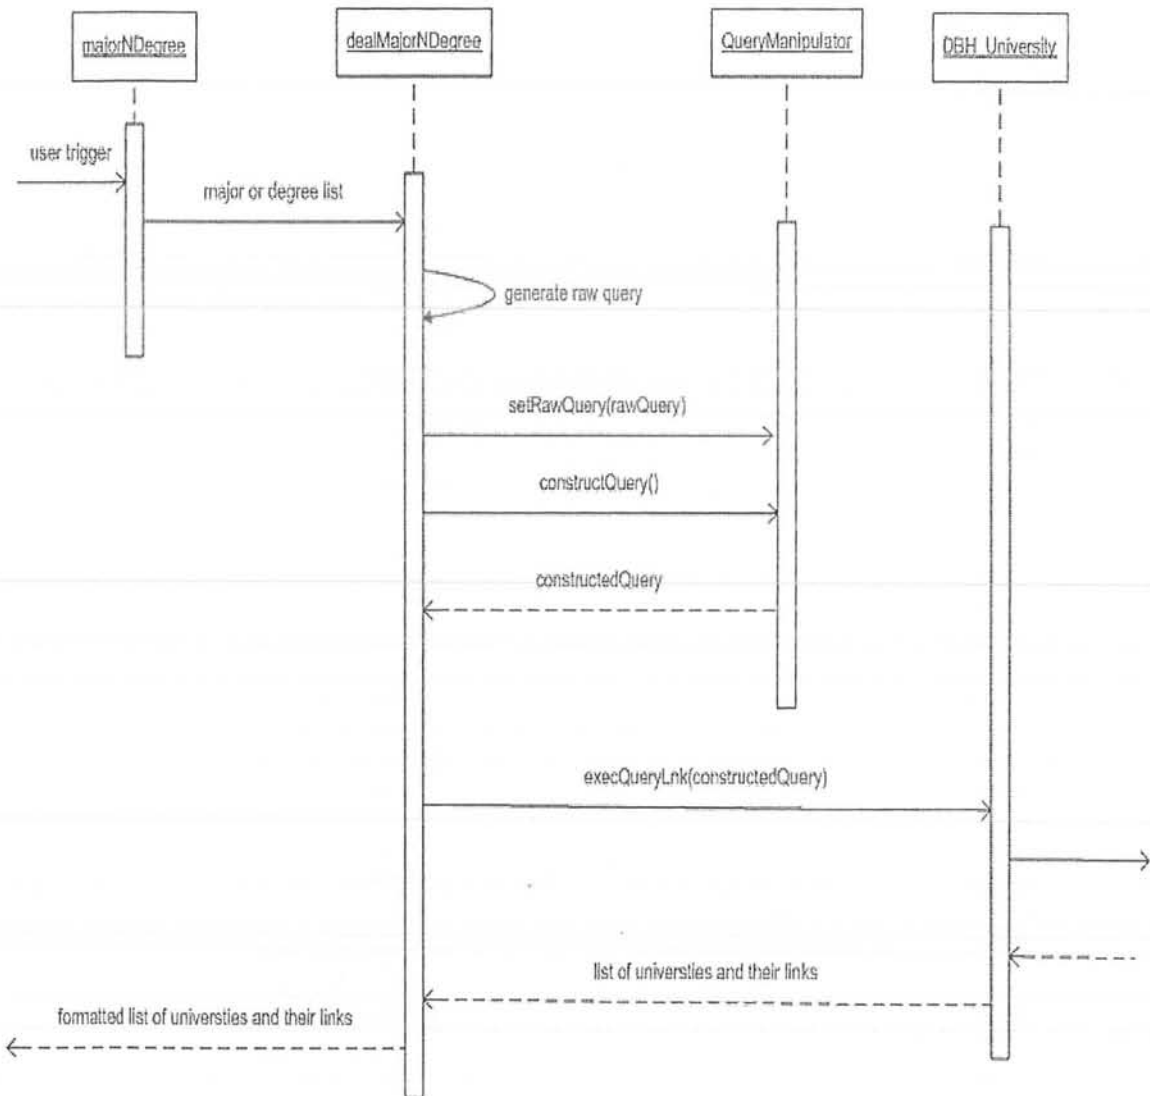 majorNDegree
dealMajorNDegree
QueryManipulator
DBH_University
user trigger
major or degree list
generate raw query
setRawQuery(rawQuery)
constructQuery()
constructedQuery
execQueryLnk(constructedQuery)
list of universties and their links
formatted list of universties and their links